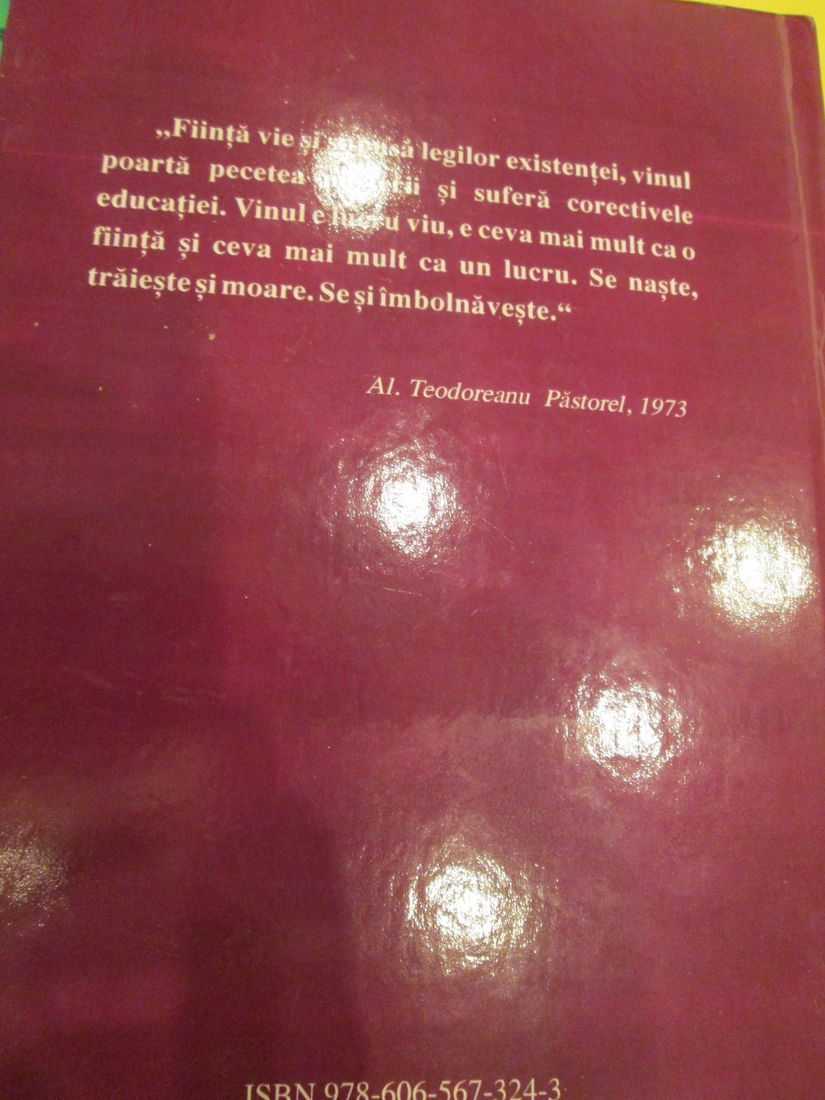 „Ființă vie și legilor existenței, vinul
poartă pecetea și suferă corectivele
educației. Vinul e lucru viu, e ceva mai mult ca o
ființă și ceva mai mult ca un lucru. Se naște,
trăiește și moare. Se și îmbolnăvește.“
Al. Teodoreanu Păstorel, 1973
ISBN 978-606-567-324-3